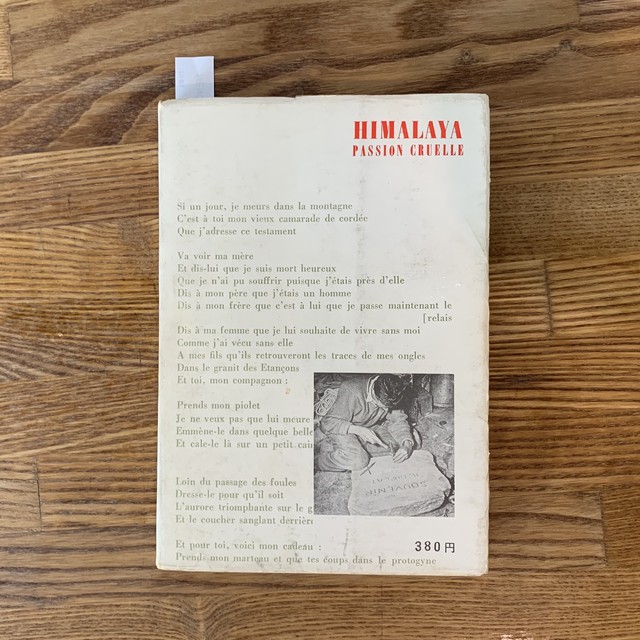 HIMALAYA
PASSION CRUELLE
Si un jour, je meurs dans la montagne
C'est à toi mon vieux camarade de cordée
Que j'adresse ce testament
Va voir ma mère
Et dis-lui que je suis mort heureux
Que je n'ai pu souffrir puisque j'étais près d'elle
Dis à mon père que j'étais un homme
Dis à mon frère que c'est à lui que je passe maintenant le
[relais
Dis à ma femme que je lui souhaite de vivre sans moi
Comme j'ai vécu sans elle
A mes fils qu'ils retrouveront les traces de mes ongles
Dans le granit des Etançons
Et toi, mon compagnon :
Prends mon piolet
Je ne veux pas que lui meure
Emmène-le dans quelque belle
Et cale-le là sur un petit
Loin du passage des foules
Dresse-le pour qu'il soit
L'aurore triomphante sur le
Et le coucher sanglant derrière
SOUVENIR
380円
Et pour toi, voici mon cadeau :
Prends mon marteau et que tes coups dans le protogyne